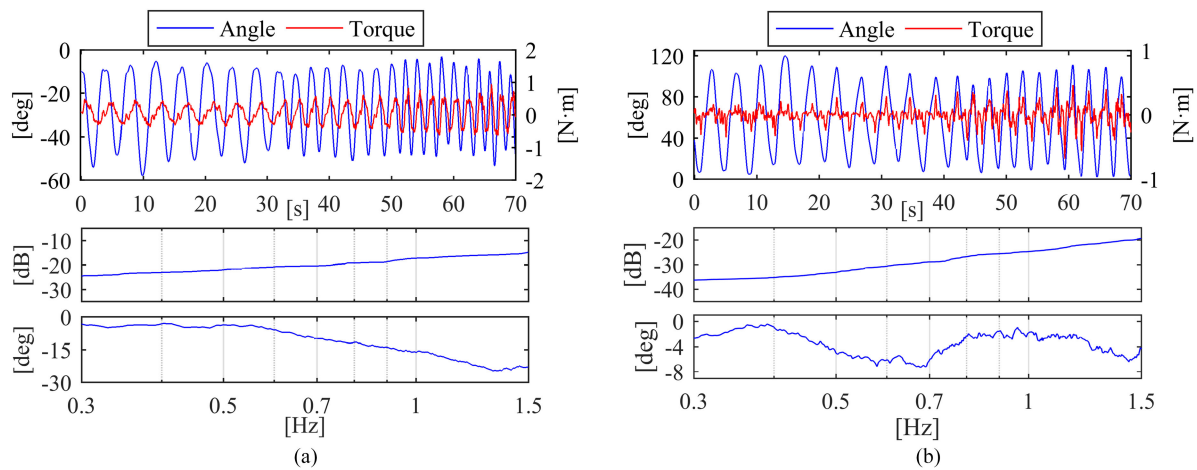 Angle Torque
0 2
-20 1
[deg] 0 [N·m]
-40 -1
-60 -2
0 10 20 30 [s] 40 50 60 70
-10
[dB] -20
-30
0
[deg] -15
-30
0.3 0.5 0.7 1 1.5
[Hz]
(a)
Angle Torque
120 1
[deg] 80 0 [N·m]
40
0 -1
0 10 20 30 [s] 40 50 60 70
-20
[dB] -30
-40
0
[deg] -4
-8
0.3 0.5 0.7 1 1.5
[Hz]
(b)